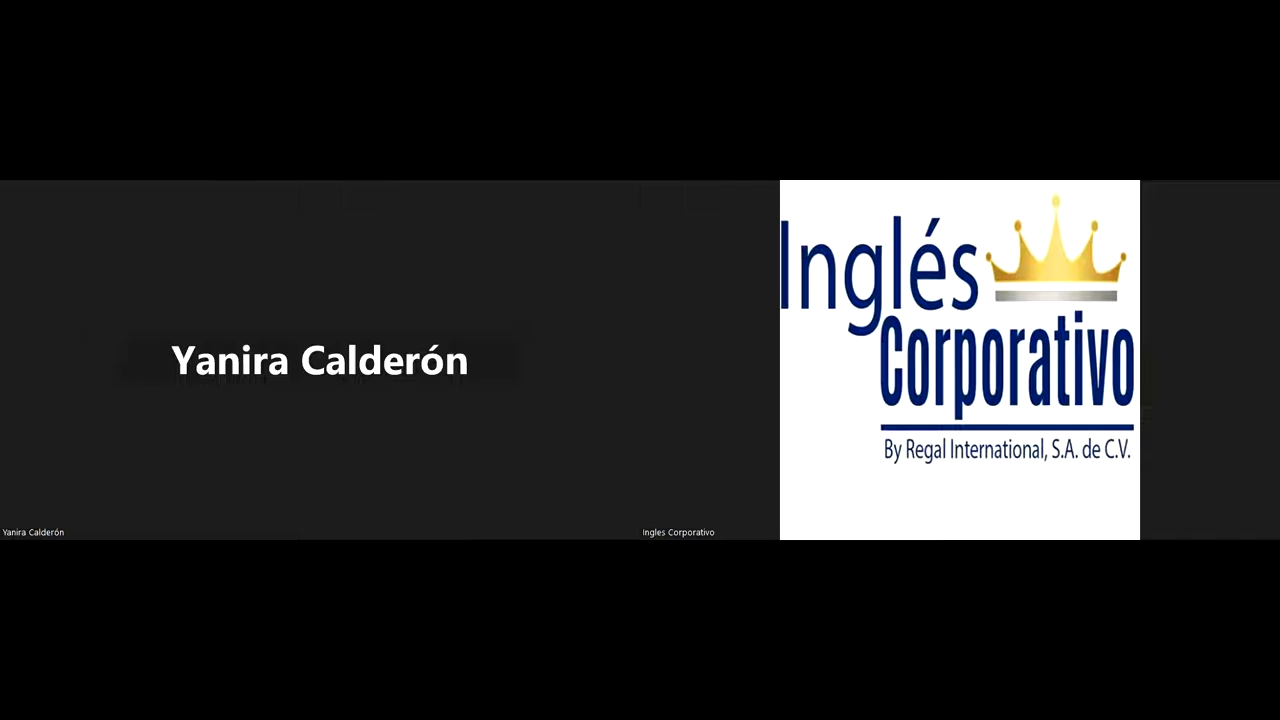 Yanira Calderón
Yanira Calderón
Inglés
Corporativo
By Regal International, S.A. de C.V.
Ingles Corporativo